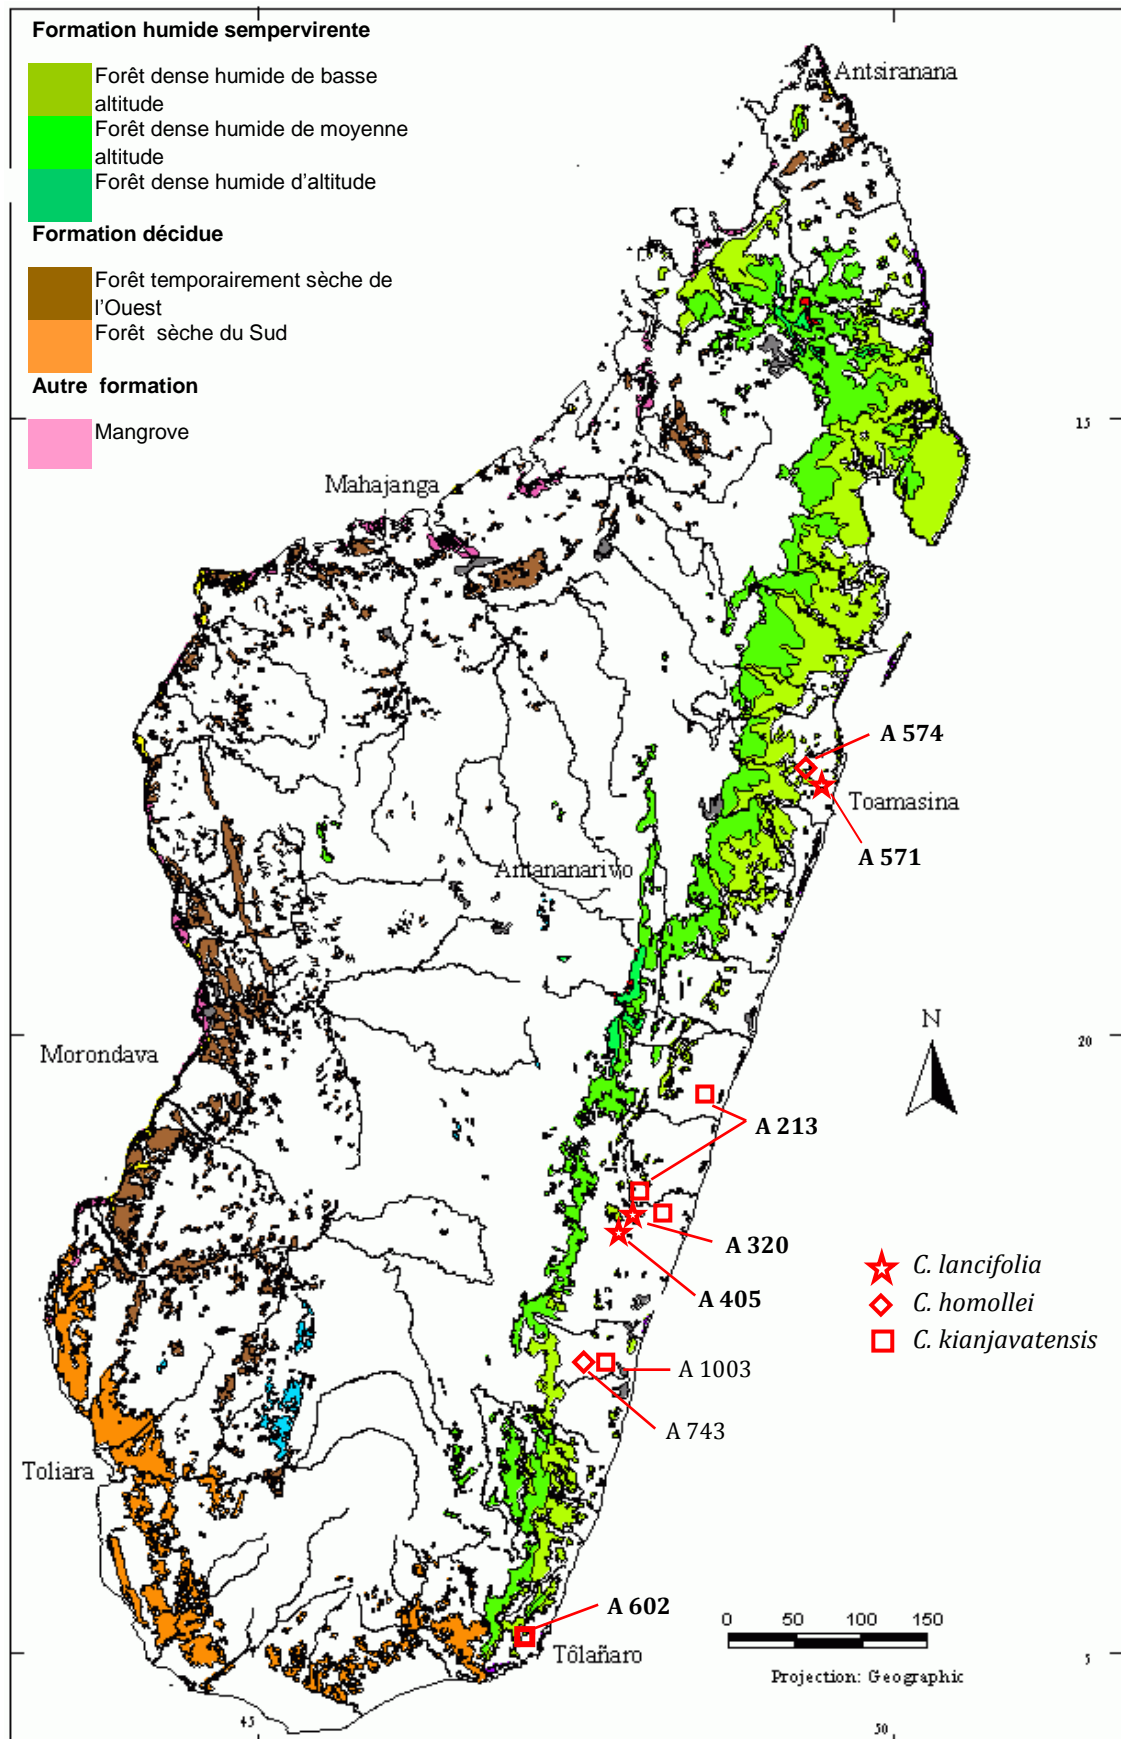 Formation humide sempervirente
Forêt dense humide de basse
altitude
Forêt dense humide de moyenne
altitude
Forêt dense humide d'altitude
Formation décidue
Forêt temporairement sèche de
l'Ouest
Forêt sèche du Sud
Autre formation
Mangrove
Antsiranana
15
Mahajanga
A 574
Toamasina
A 571
Antananarivo
N
20
Morondava
A 213
A 320
A 405
C. lancifolia
C. homollei
C. kianjavatensis
A 1003
A 743
Toliara
A 602
0 50 100 150
Tôlañaro
5
Projection: Geographic
45
50